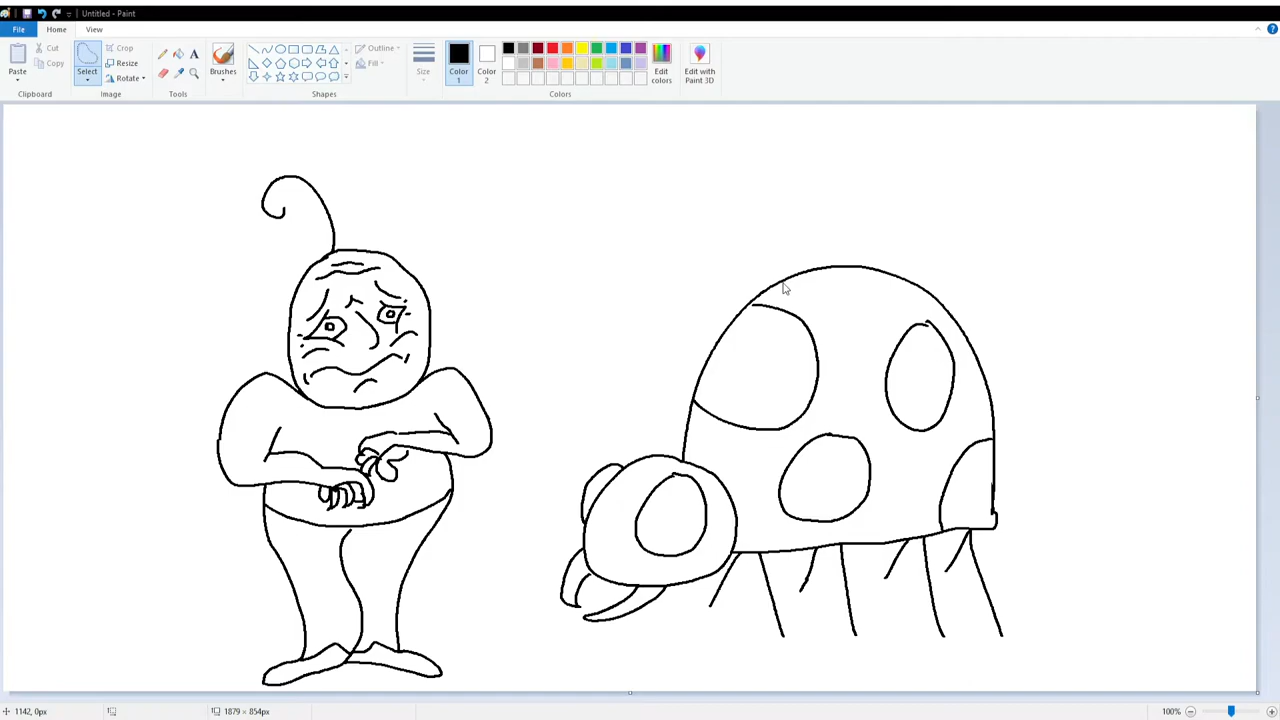 Untitled - Paint
File Home View
Paste
Cut
Copy
Clipboard
Select
Crop
Resize
Rotate
Image
A
Tools
Brushes
Outline
Fill
Shapes
Size
Color
1
Color
2
Edit
colors
Colors
Edit with
Paint 3D
1142, 0px
1879 × 854px
100%